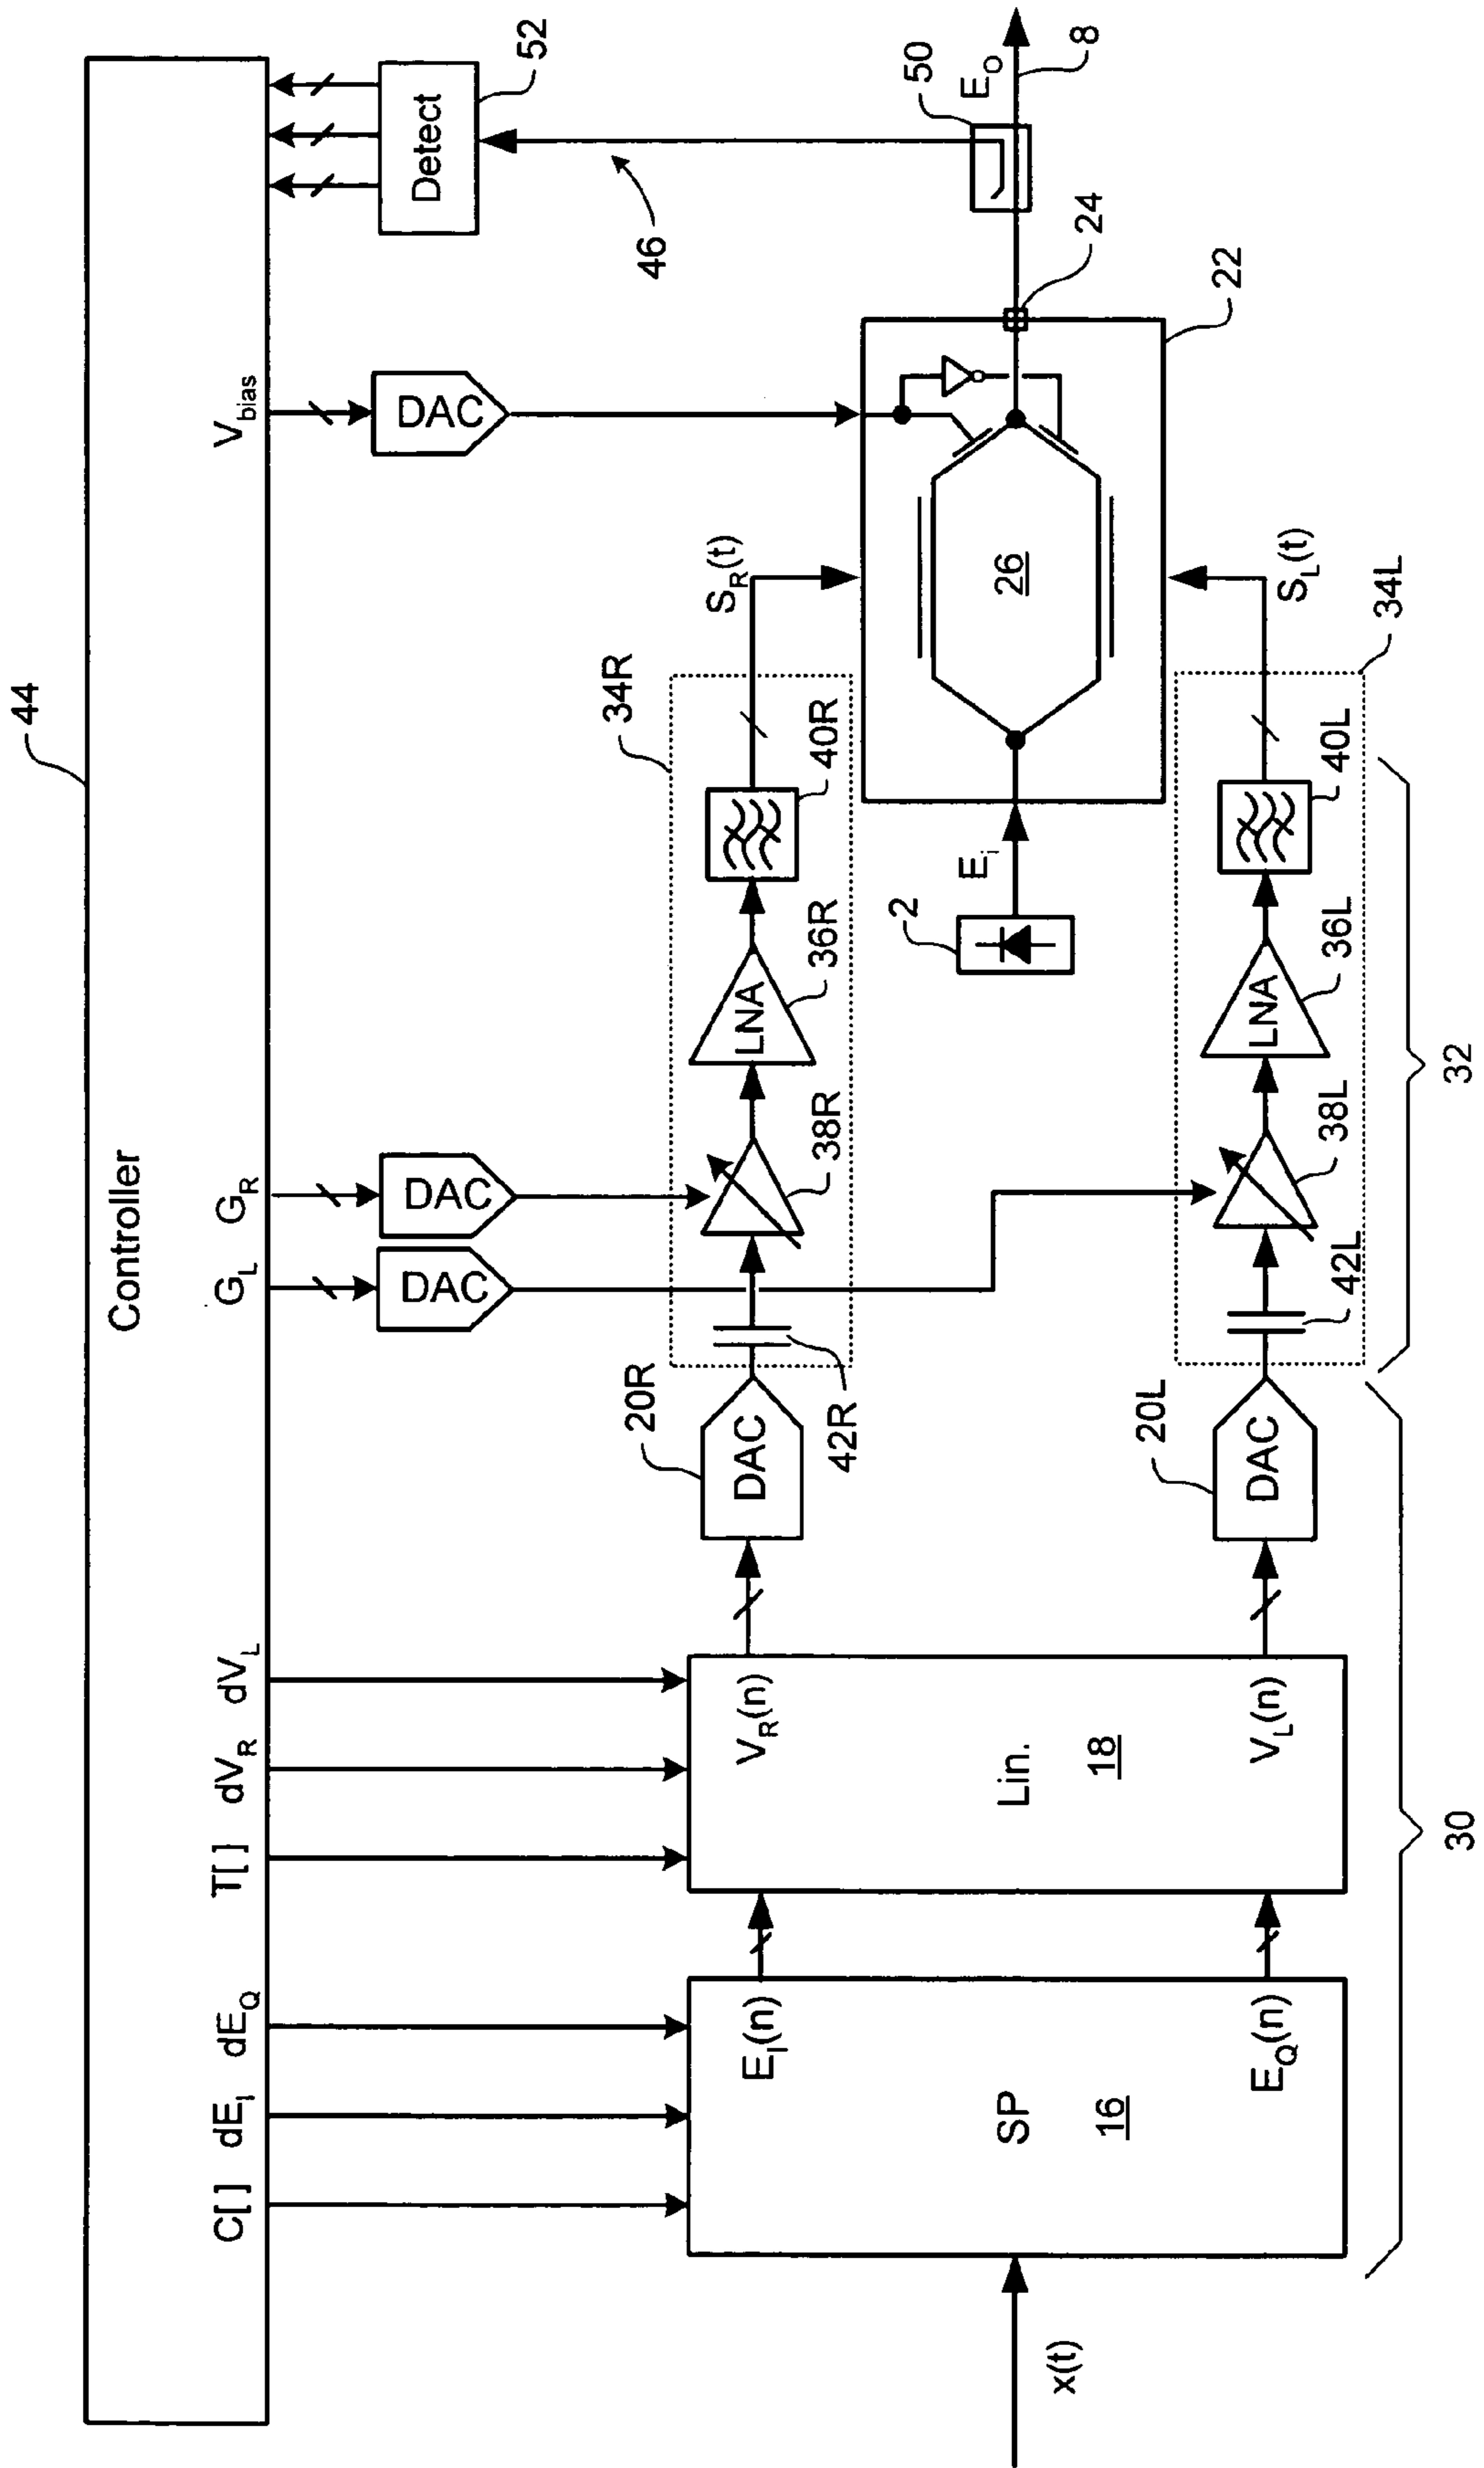 44
Controller
C[ ]
dE_I
dE_Q
T[ ]
dV_R
dV_L
G_L
G_R
V_bias
DAC
DAC
DAC
Detect
52
46
50
E_O
8
x(t)
SP
16
E_I(n)
E_Q(n)
Lin.
18
V_R(n)
V_L(n)
20R
DAC
42R
38R
LNA
36R
40R
34R
S_R(t)
2
E_i
26
24
22
20L
DAC
42L
38L
LNA
36L
40L
34L
S_L(t)
30
32